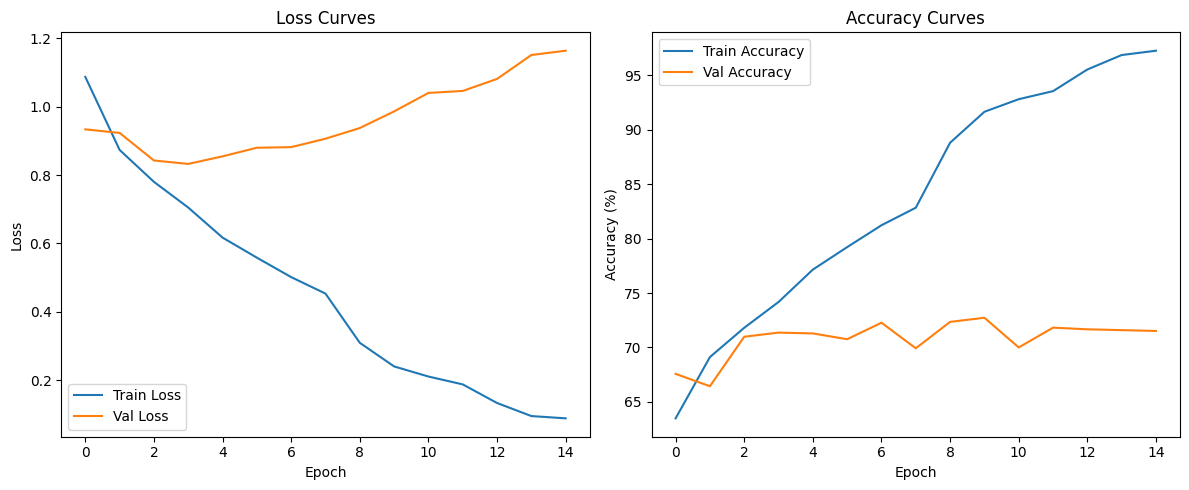 Loss Curves
1.2
1.0
0.8
0.6
0.4
0.2
Loss
Train Loss
Val Loss
0 2 4 6 8 10 12 14
Epoch
Accuracy Curves
Train Accuracy
Val Accuracy
95
90
85
80
75
70
65
Accuracy (%)
0 2 4 6 8 10 12 14
Epoch